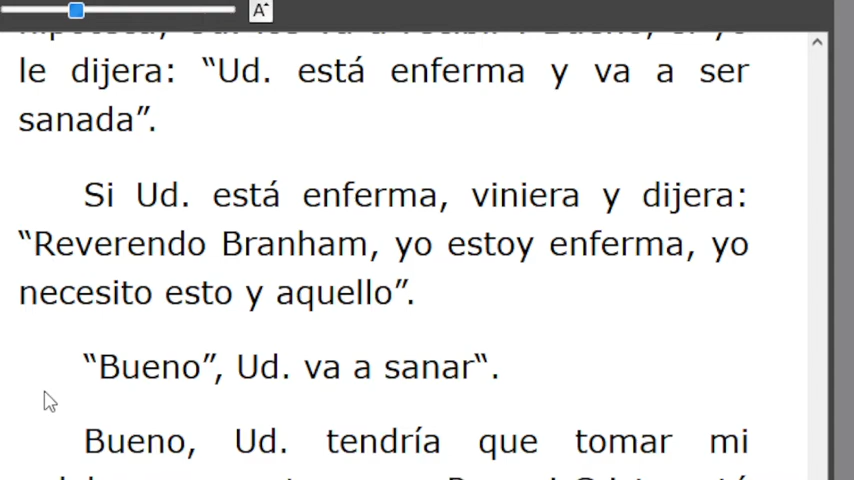 A
le dijera: “Ud. está enferma y va a ser
sanada”.
Si Ud. está enferma, viniera y dijera:
“Reverendo Branham, yo estoy enferma, yo
necesito esto y aquello”.
“Bueno”, Ud. va a sanar“.
Bueno, Ud. tendría que tomar mi